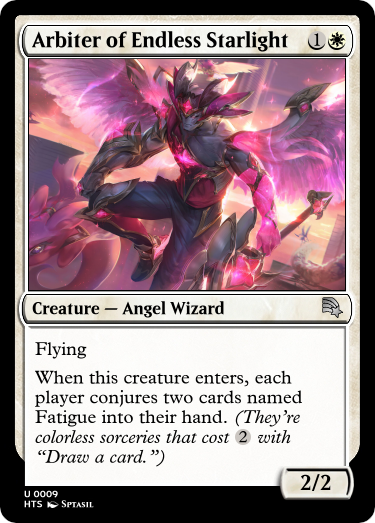 Arbiter of Endless Starlight 1
Creature — Angel Wizard
Flying
When this creature enters, each
player conjures two cards named
Fatigue into their hand. (They're
colorless sorceries that cost 2 with
“Draw a card.”)
2/2
U 0009
HTS Sptasil